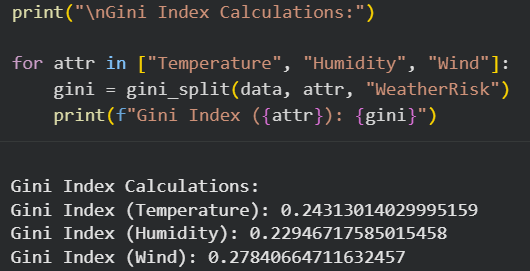 print("\nGini Index Calculations:")
for attr in ["Temperature", "Humidity", "Wind"]:
    gini = gini_split(data, attr, "WeatherRisk")
    print(f"Gini Index ({attr}): {gini}")
Gini Index Calculations:
Gini Index (Temperature): 0.24313014029995159
Gini Index (Humidity): 0.22946717585015458
Gini Index (Wind): 0.27840664711632457